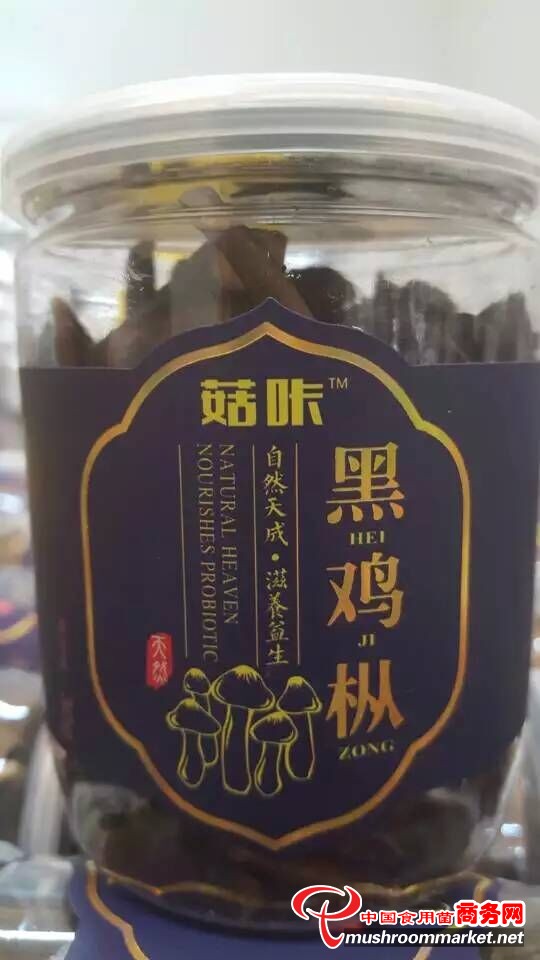 菇咔™
黑鸡枞
HEI
JI
ZONG
自然天成·滋養益生
NATURAL HEAVEN
NOURISHES PROBIOTIC
天然
中国食用菌商务网
mushroommarket.net